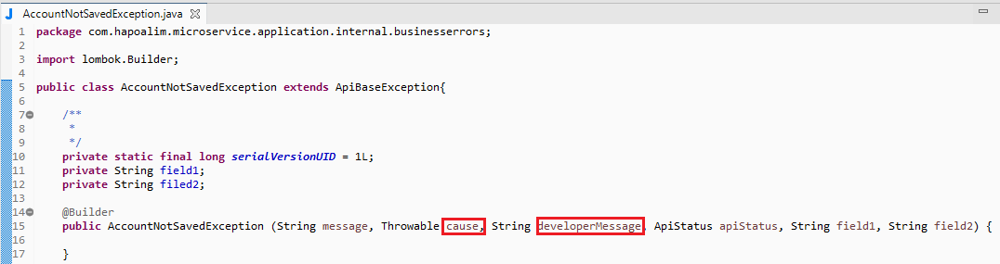 AccountNotSavedException.java
1 package com.hapoalim.microservice.application.internal.businesserrors;
2
3 import lombok.Builder;
4
5 public class AccountNotSavedException extends ApiBaseException{
6
7 /**
8 *
9 */
10 private static final long serialVersionUID = 1L;
11 private String field1;
12 private String filed2;
13
14 @Builder
15 public AccountNotSavedException (String message, Throwable cause, String developerMessage, ApiStatus apiStatus, String field1, String field2) {
16
17 }